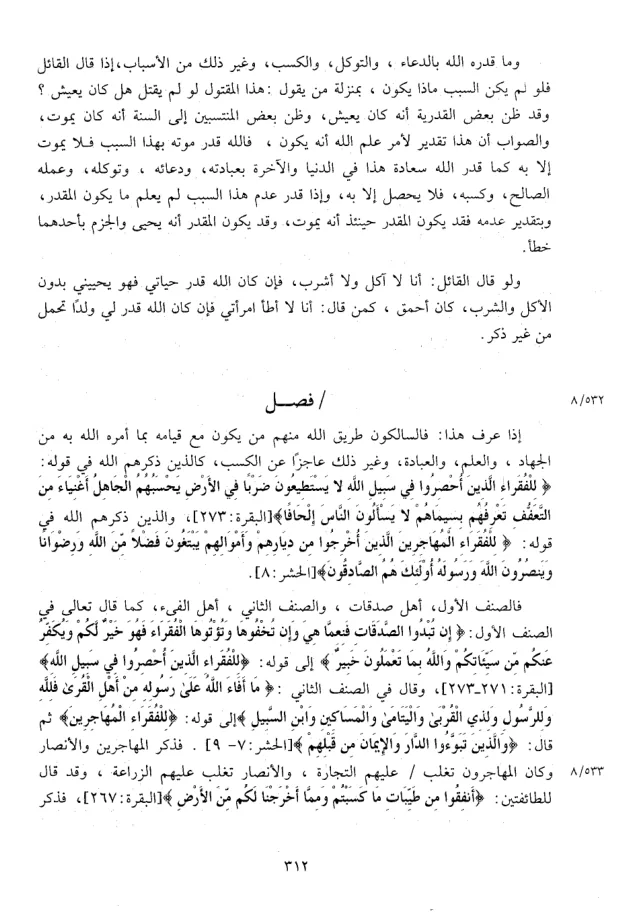 وما قدره الله بالدعاء ، والتوكل، والكسب، وغير ذلك من الأسباب،إذا قال القائل
فلو لم يكن السبب ماذا يكون ، بمنزلة من يقول :هذا المقتول لو لم يقتل هل كان يعيش ؟
وقد ظن بعض القدرية أنه كان يعيش، وظن بعض المنتسبين إلى السنة أنه كان يموت،
والصواب أن هذا تقدير لأمر علم الله أنه يكون ، فالله قدر موته بهذا السبب فـلا يموت
إلا به كما قدر الله سعادة هذا في الدنيا والآخرة بعبادته، ودعائه ، وتوكله، وعمله
الصالح، وكسبه، فلا يحصل إلا به، وإذا قدر عدم هذا السبب لم يعلم ما يكون المقدر،
وبتقدير عدمه فقد يكون المقدر حينئذ أنه يموت، وقد يكون المقدر أنه يحيى والجزم بأحدهما
خطأ.
ولو قال القائل: أنا لا آكل ولا أشرب، فإن كان الله قدر حياتي فهو يحييني بدون
الأكل والشرب، كان أحمق ، كمن قال: أنا لا أطأ امرأتي فإن كان الله قدر لي ولدًا تحمل
من غير ذكر.
/ فصـــل
٨/٥٣٢
إذا عرف هذا: فالسالكون طريق الله منهم من يكون مع قيامه بما أمره الله به من
الجهاد ، والعلم، والعبادة، وغير ذلك عاجزًا عن الكسب، كالذين ذكرهم الله في قوله:
﴿ لِلْفُقَرَاءِ الَّذِينَ أُحْصِرُوا فِي سَبِيلِ اللَّهِ لَا يَسْتَطِيعُونَ ضَرْبًا فِي الأَرْضِ يَحْسَبُهُمُ الْجَاهِلُ أَغْنِيَاءَ مِنَ
التَّعَفُّفِ تَعْرِفُهُم بِسِيمَاهُمْ لَا يَسْأَلُونَ النَّاسَ إِلْحَافًا﴾[البقرة:٢٧٣]، والذين ذكرهم الله في
قوله: ﴿ لِلْفُقَرَاءِ الْمُهَاجِرِينَ الَّذِينَ أُخْرِجُوا مِن دِيارِهِمْ وَأَمْوَالِهِمْ يَبْتَغُونَ فَضْلاً مِّنَ اللَّهِ وَرِضْوَانًا
وَيَنصُرُونَ اللَّهَ وَرَسُولَهُ أُوْلَئِكَ هُمُ الصَّادِقُونَ﴾[الحشر:٨].
فالصنف الأول، أهل صدقات ، والصنف الثاني ، أهل الفيء، كما قال تعالى في
الصنف الأول:﴿ إِن تُبْدُوا الصَّدَقَاتِ فَنِعِمَّا هِيَ وَإِن تُخْفُوهَا وَتُؤْتُوهَا الْفُقَرَاءَ فَهُوَ خَيْرٌ لَّكُمْ وَيُكَفِّرُ
عَنكُم مِّن سَيِّئَاتِكُمْ وَاللَّهُ بِمَا تَعْمَلُونَ خَبِيرٌ ﴾ إلى قوله: ﴿لِلْفُقَرَاءِ الَّذِينَ أُحْصِرُوا فِي سَبِيلِ اللَّهِ﴾
[البقرة:٢٧١ـ٢٧٣]، وقال في الصنف الثاني :﴿ مَا أَفَاءَ اللَّهُ عَلَىٰ رَسُولِهِ مِنْ أَهْلِ الْقُرَىٰ فَلِلَّهِ
وَلِلرَّسُولِ وَلِذِي الْقُرْبَىٰ وَالْيَتَامَىٰ وَالْمَسَاكِينِ وَابْنِ السَّبِيلِ ﴾إلى قوله: ﴿لِلْفُقَرَاءِ الْمُهَاجِرِينَ﴾ ثم
قال: ﴿وَالَّذِينَ تَبَوَّءُوا الدَّارَ وَالإِيمَانَ مِن قَبْلِهِمْ ﴾[الحشر:٧- ٩] . فذكر المهاجرين والأنصار
وكان المهاجرون تغلب / عليهم التجارة ، والأنصار تغلب عليهم الزراعة ، وقد قال
٨/٥٣٣
للطائفتين: ﴿أَنفِقُوا مِن طَيِّبَاتِ مَا كَسَبْتُمْ وَمِمَّا أَخْرَجْنَا لَكُم مِّنَ الأَرْضِ ﴾[البقرة:٢٦٧]، فذكر
٣١٢